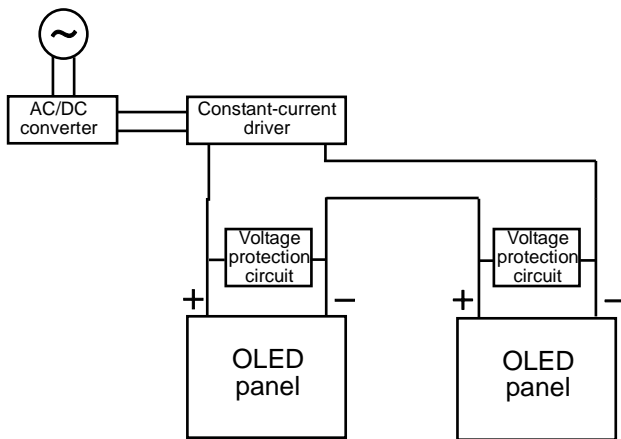 ~
AC/DC
converter
Constant-current
driver
Voltage
protection
circuit
Voltage
protection
circuit
+
−
+
−
OLED
panel
OLED
panel